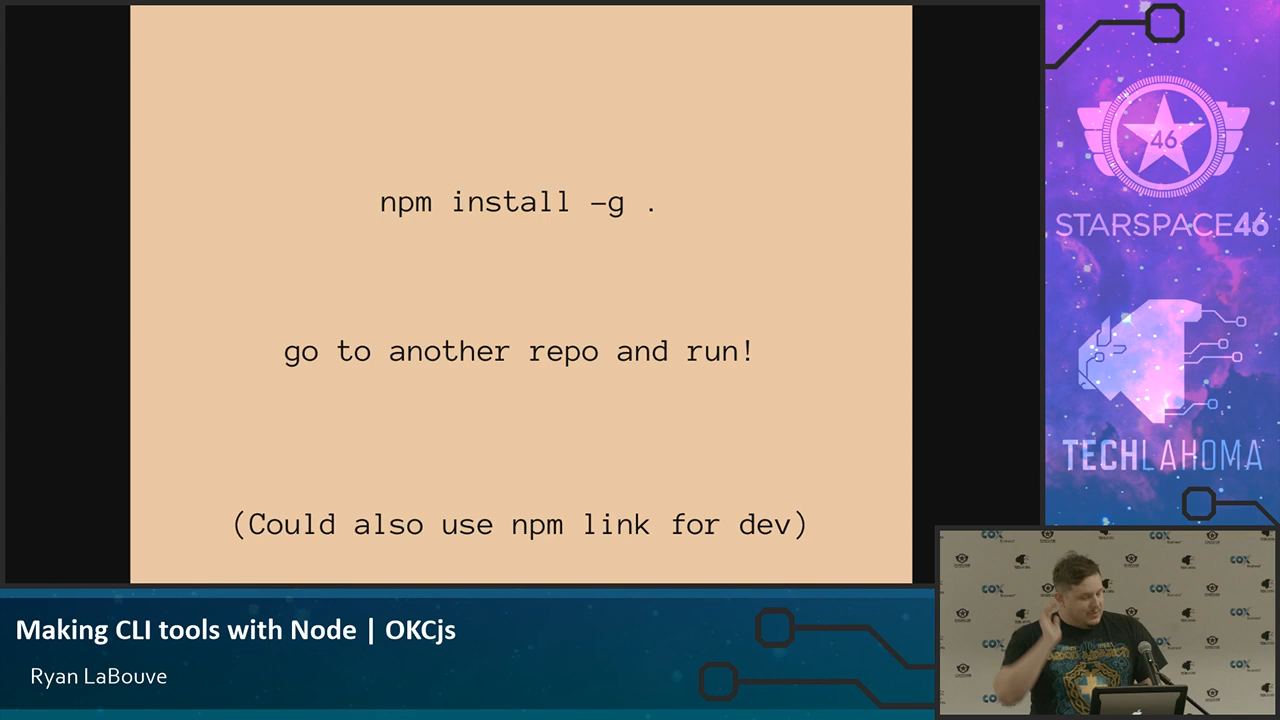 npm install -g .
go to another repo and run!
(Could also use npm link for dev)
46
STARSPACE46
TECHLAHOMA
COX
Making CLI tools with Node | OKCjs
Ryan LaBouve